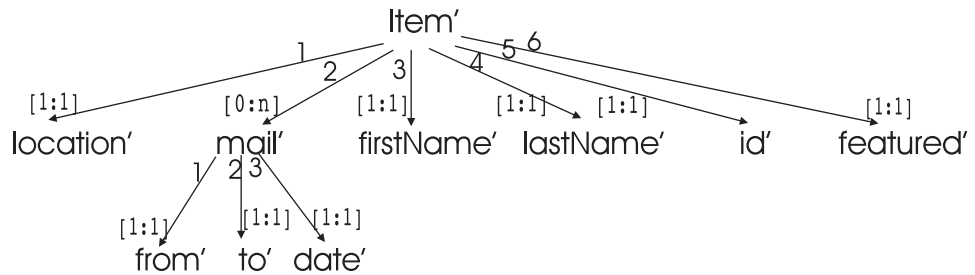 Item'
1 2 3 4 5 6
[1:1] [0:n] [1:1] [1:1] [1:1] [1:1]
location' mail' firstName' lastName' id' featured'
1 2 3
[1:1] [1:1] [1:1]
from' to' date'